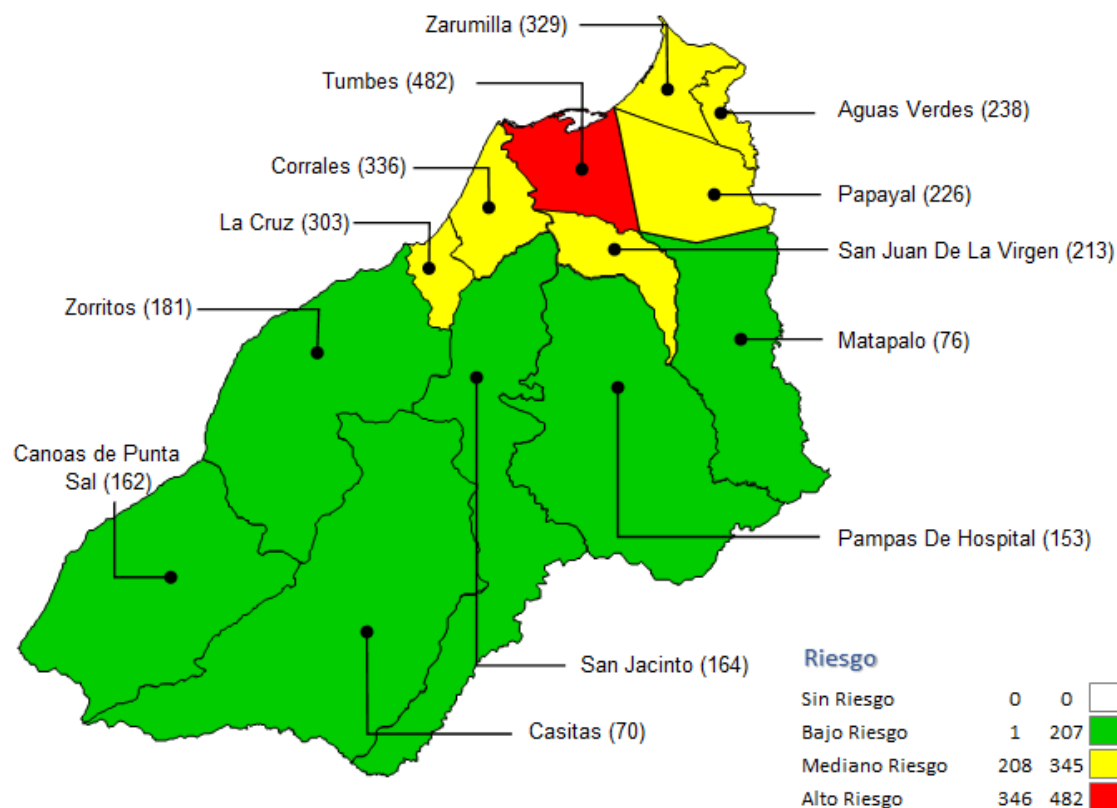 Zarumilla (329)
Tumbes (482)
Aguas Verdes (238)
Corrales (336)
Papayal (226)
La Cruz (303)
San Juan De La Virgen (213)
Zorritos (181)
Matapalo (76)
Canoas de Punta
Sal (162)
Pampas De Hospital (153)
San Jacinto (164)
Casitas (70)
Riesgo
Sin Riesgo 0 0
Bajo Riesgo 1 207
Mediano Riesgo 208 345
Alto Riesgo 346 482